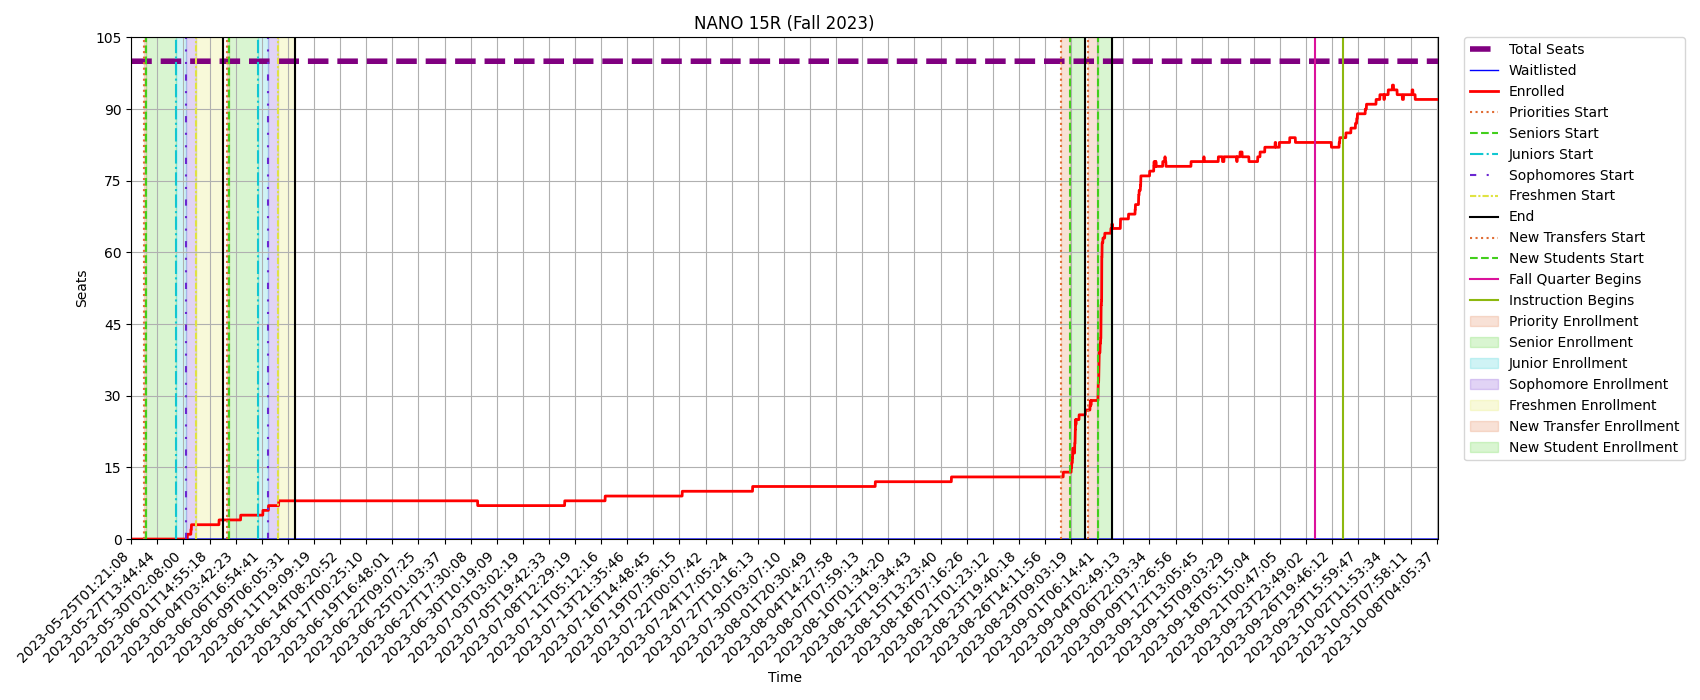 NANO 15R (Fall 2023)
105
90
75
60
45
30
15
0
Seats
2023-05-25T01:21:08
2023-05-27T13:44:44
2023-05-30T02:08:00
2023-06-01T14:55:18
2023-06-04T03:42:23
2023-06-06T16:54:41
2023-06-09T06:05:31
2023-06-11T19:09:19
2023-06-14T08:20:52
2023-06-17T00:25:10
2023-06-19T16:48:01
2023-06-22T09:07:25
2023-06-25T01:03:37
2023-06-27T17:30:08
2023-06-30T10:19:09
2023-07-03T03:02:19
2023-07-05T19:42:33
2023-07-08T12:29:19
2023-07-11T05:12:16
2023-07-13T21:35:46
2023-07-16T14:48:45
2023-07-19T07:36:15
2023-07-22T00:07:42
2023-07-24T17:05:24
2023-07-27T10:16:13
2023-07-30T03:07:10
2023-08-01T20:30:49
2023-08-04T14:27:58
2023-08-07T07:59:13
2023-08-10T01:34:20
2023-08-12T19:34:43
2023-08-15T13:23:40
2023-08-18T07:16:26
2023-08-21T01:23:12
2023-08-23T19:40:18
2023-08-26T14:11:56
2023-08-29T09:03:19
2023-09-01T06:14:41
2023-09-04T02:49:13
2023-09-06T22:03:34
2023-09-09T17:26:56
2023-09-12T13:05:45
2023-09-15T09:03:29
2023-09-18T05:15:04
2023-09-21T00:47:05
2023-09-23T23:49:02
2023-09-26T19:46:12
2023-09-29T15:59:47
2023-10-02T11:53:34
2023-10-05T07:58:11
2023-10-08T04:05:37
Time
Total Seats
Waitlisted
Enrolled
Priorities Start
Seniors Start
Juniors Start
Sophomores Start
Freshmen Start
End
New Transfers Start
New Students Start
Fall Quarter Begins
Instruction Begins
Priority Enrollment
Senior Enrollment
Junior Enrollment
Sophomore Enrollment
Freshmen Enrollment
New Transfer Enrollment
New Student Enrollment